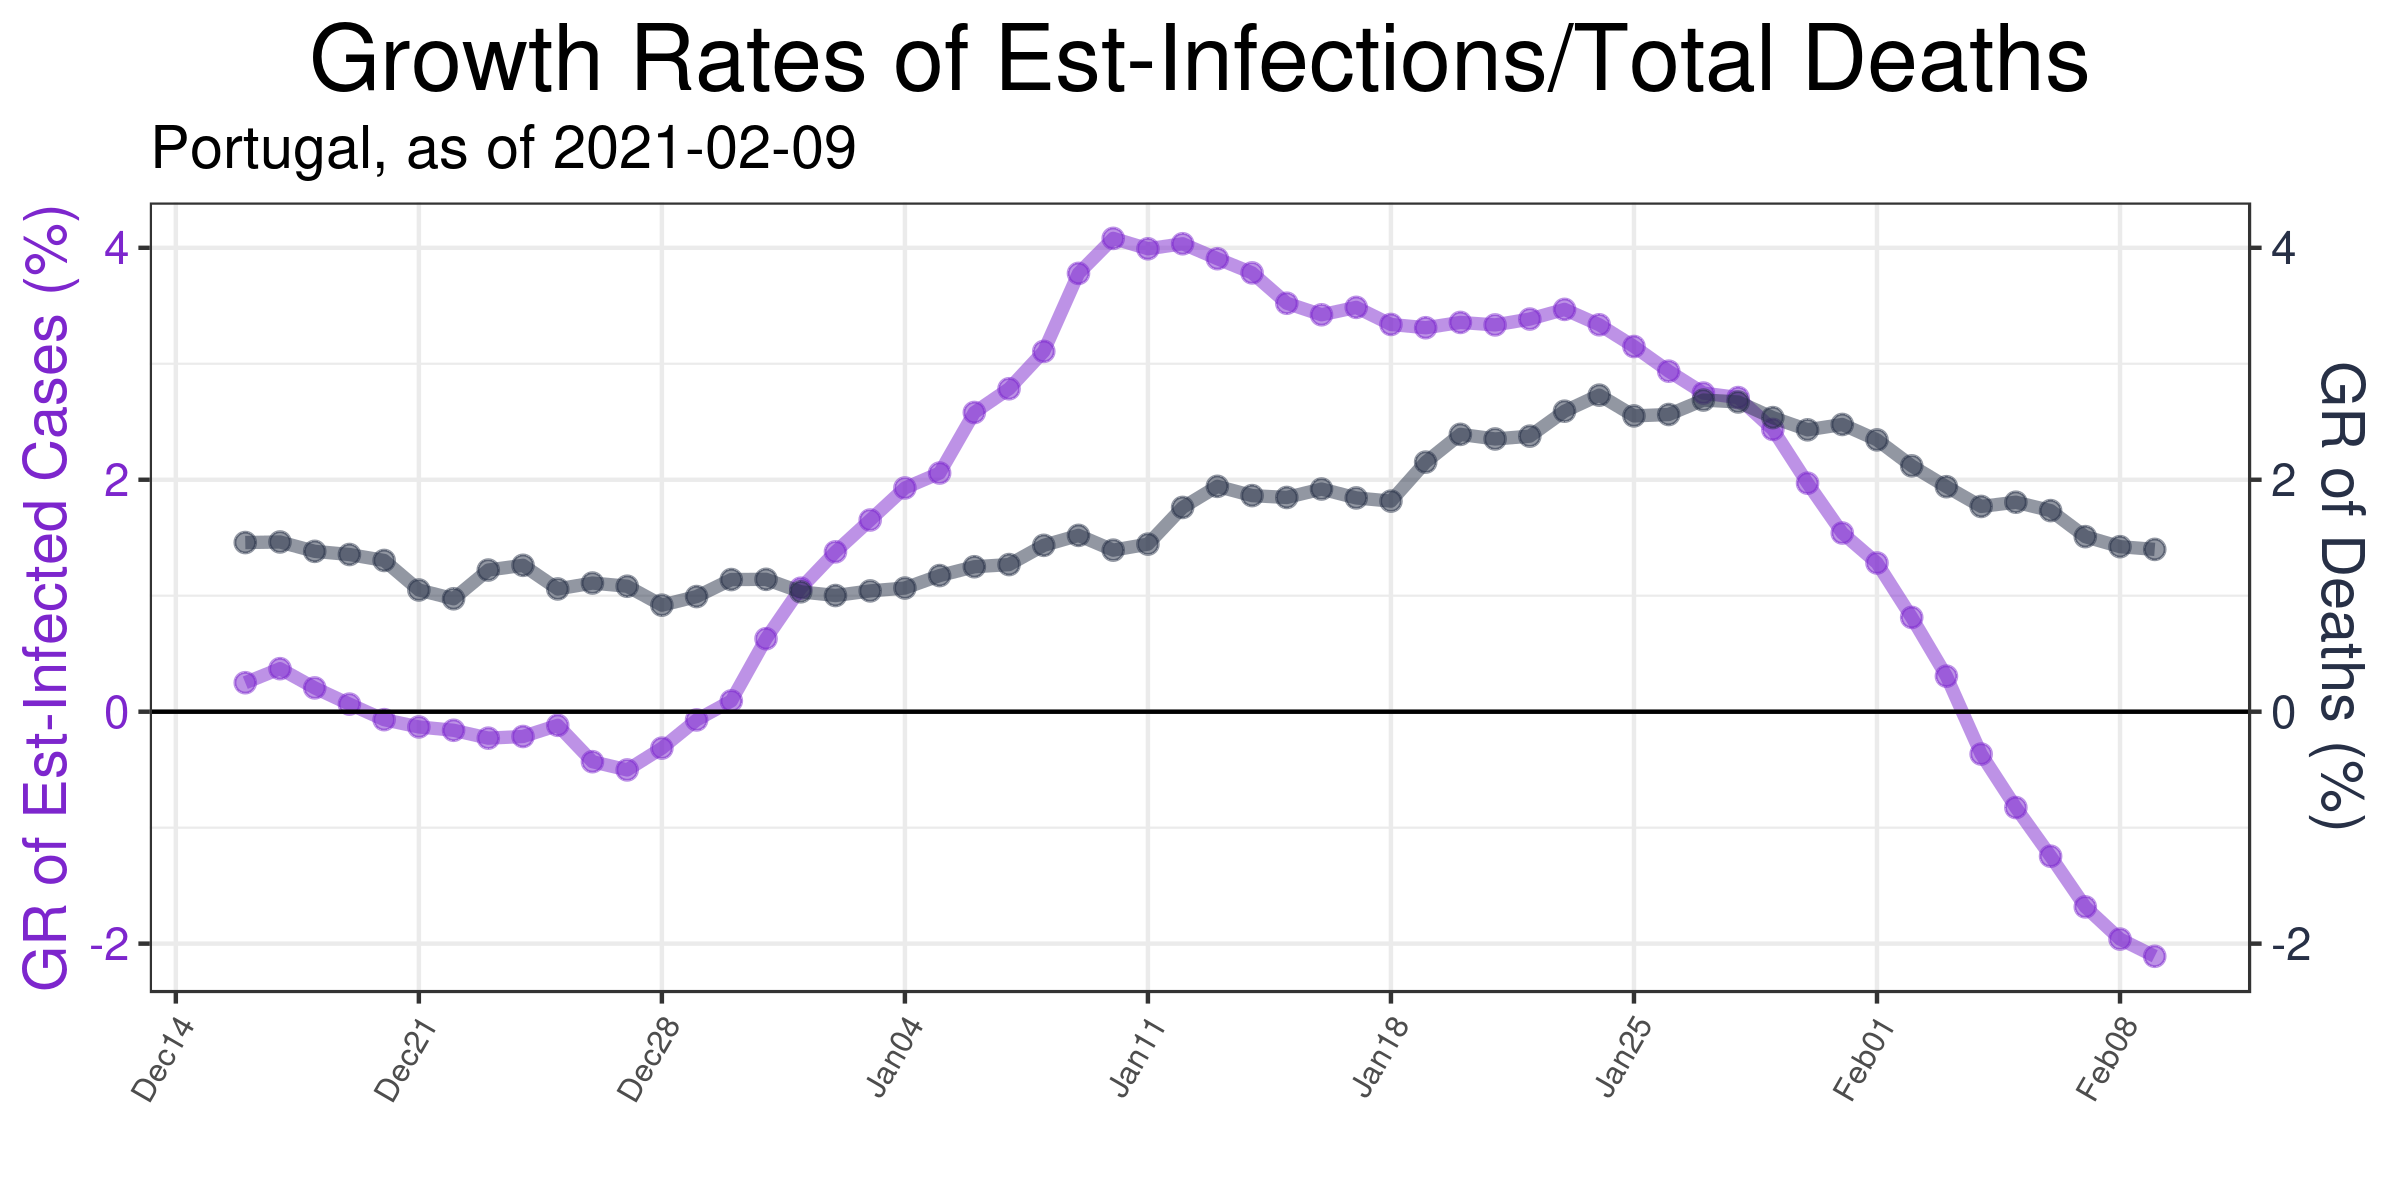 Growth Rates of Est-Infections/Total Deaths
Portugal, as of 2021-02-09
GR of Est-Infected Cases (%)
4
2
0
-2
4
2
0
-2
GR of Deaths (%)
Dec14
Dec21
Dec28
Jan04
Jan11
Jan18
Jan25
Feb01
Feb08